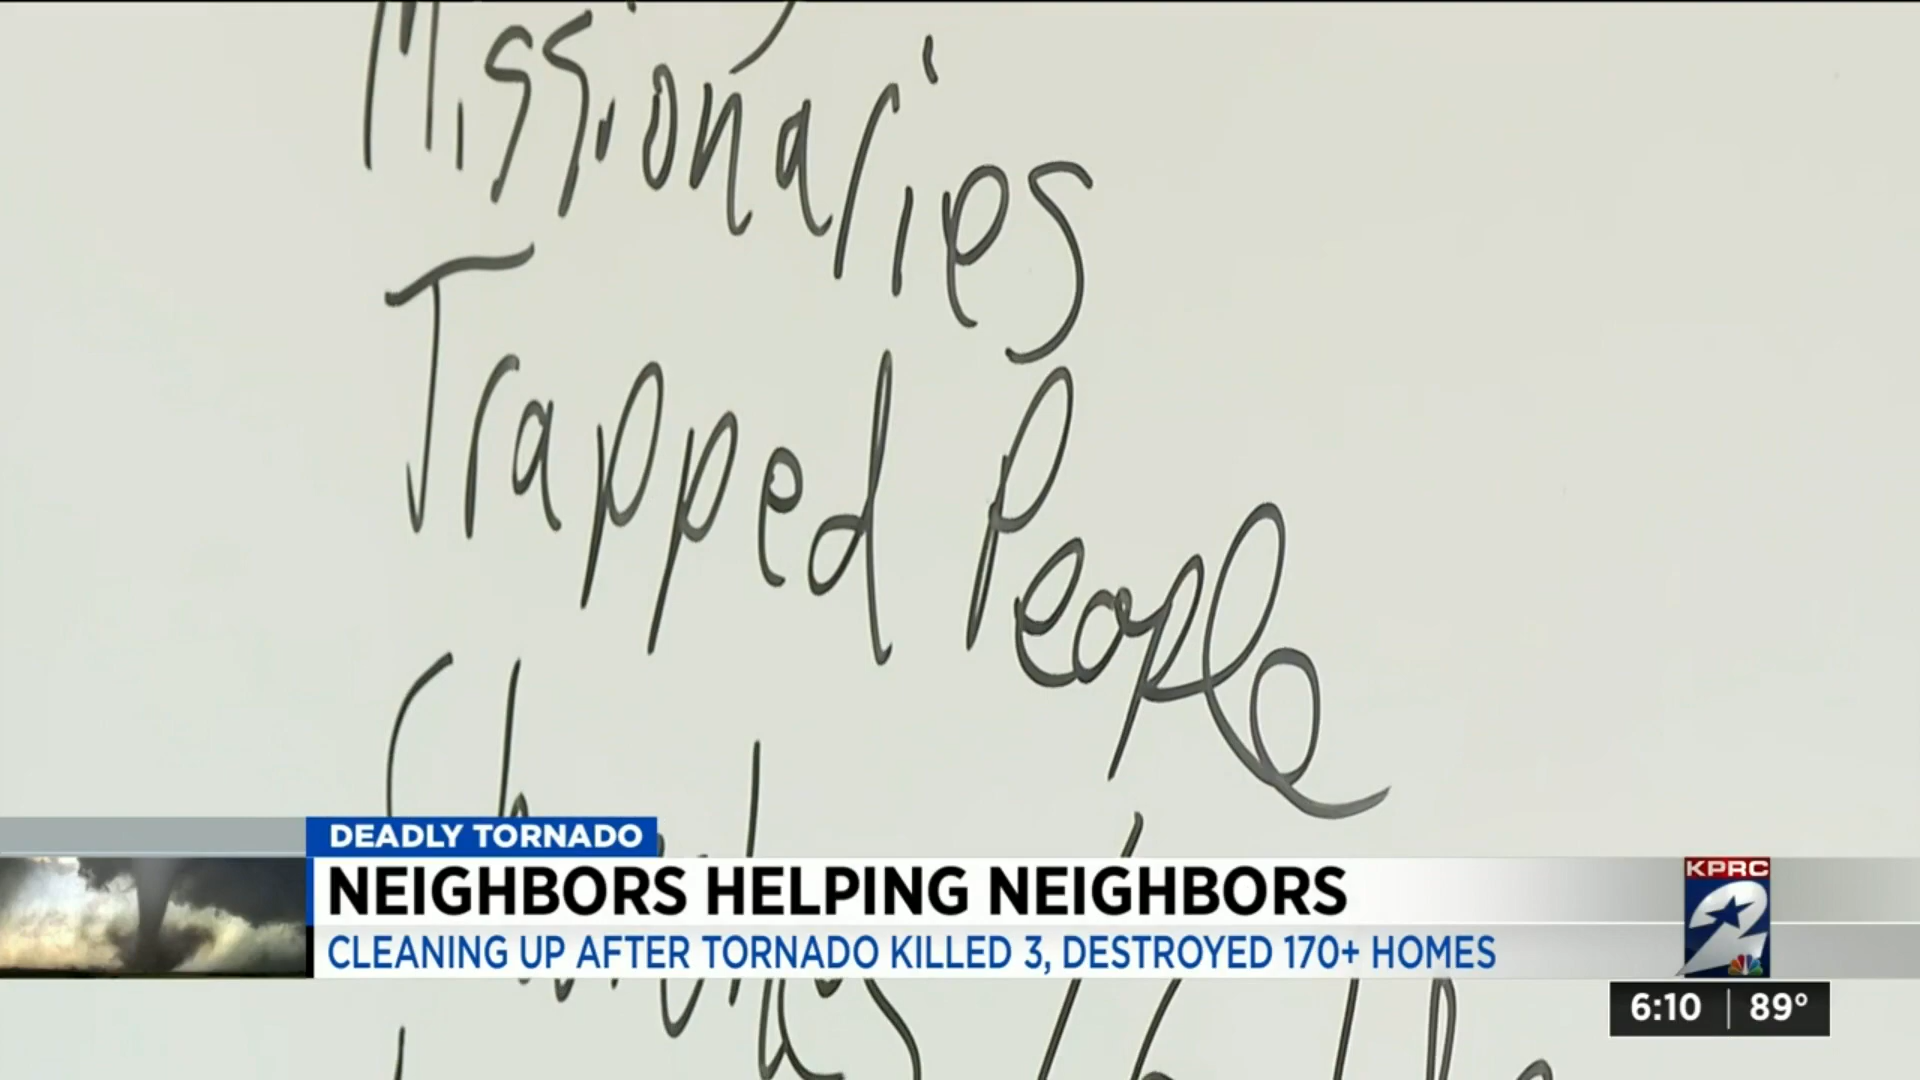 Missionaries
Trapped People
DEADLY TORNADO
NEIGHBORS HELPING NEIGHBORS
CLEANING UP AFTER TORNADO KILLED 3, DESTROYED 170+ HOMES
KPRC
2
6:10 89°